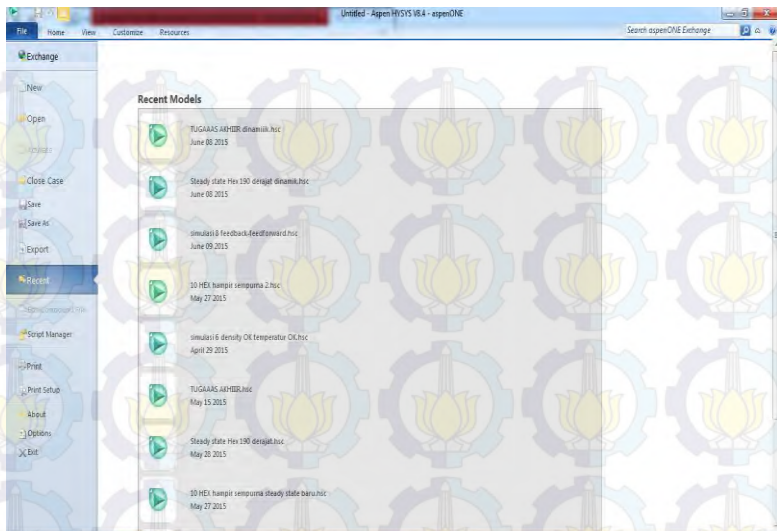 Untitled - Aspen HYSYS V8.4 - aspenONE
File Home View Customize Resources
Search aspenONE Exchange
Exchange
New
Open
Close Case
Save
Save As
Export
Recent
Script Manager
Print
Print Setup
About
Options
Exit
Recent Models
TUGAAAS AKHIIR dinamiik.hsc
June 08 2015
Steady state Hex 190 derajat dinamik.hsc
June 08 2015
simulasi 8 feedback-feedforward.hsc
June 09 2015
10 HEX hampir sempurna 2.hsc
May 27 2015
simulasi 6 density OK temperatur OK.hsc
April 29 2015
TUGAAAS AKHIIR.hsc
May 15 2015
Steady state Hex 190 derajat.hsc
May 28 2015
10 HEX hampir sempurna steady state baru.hsc
May 27 2015